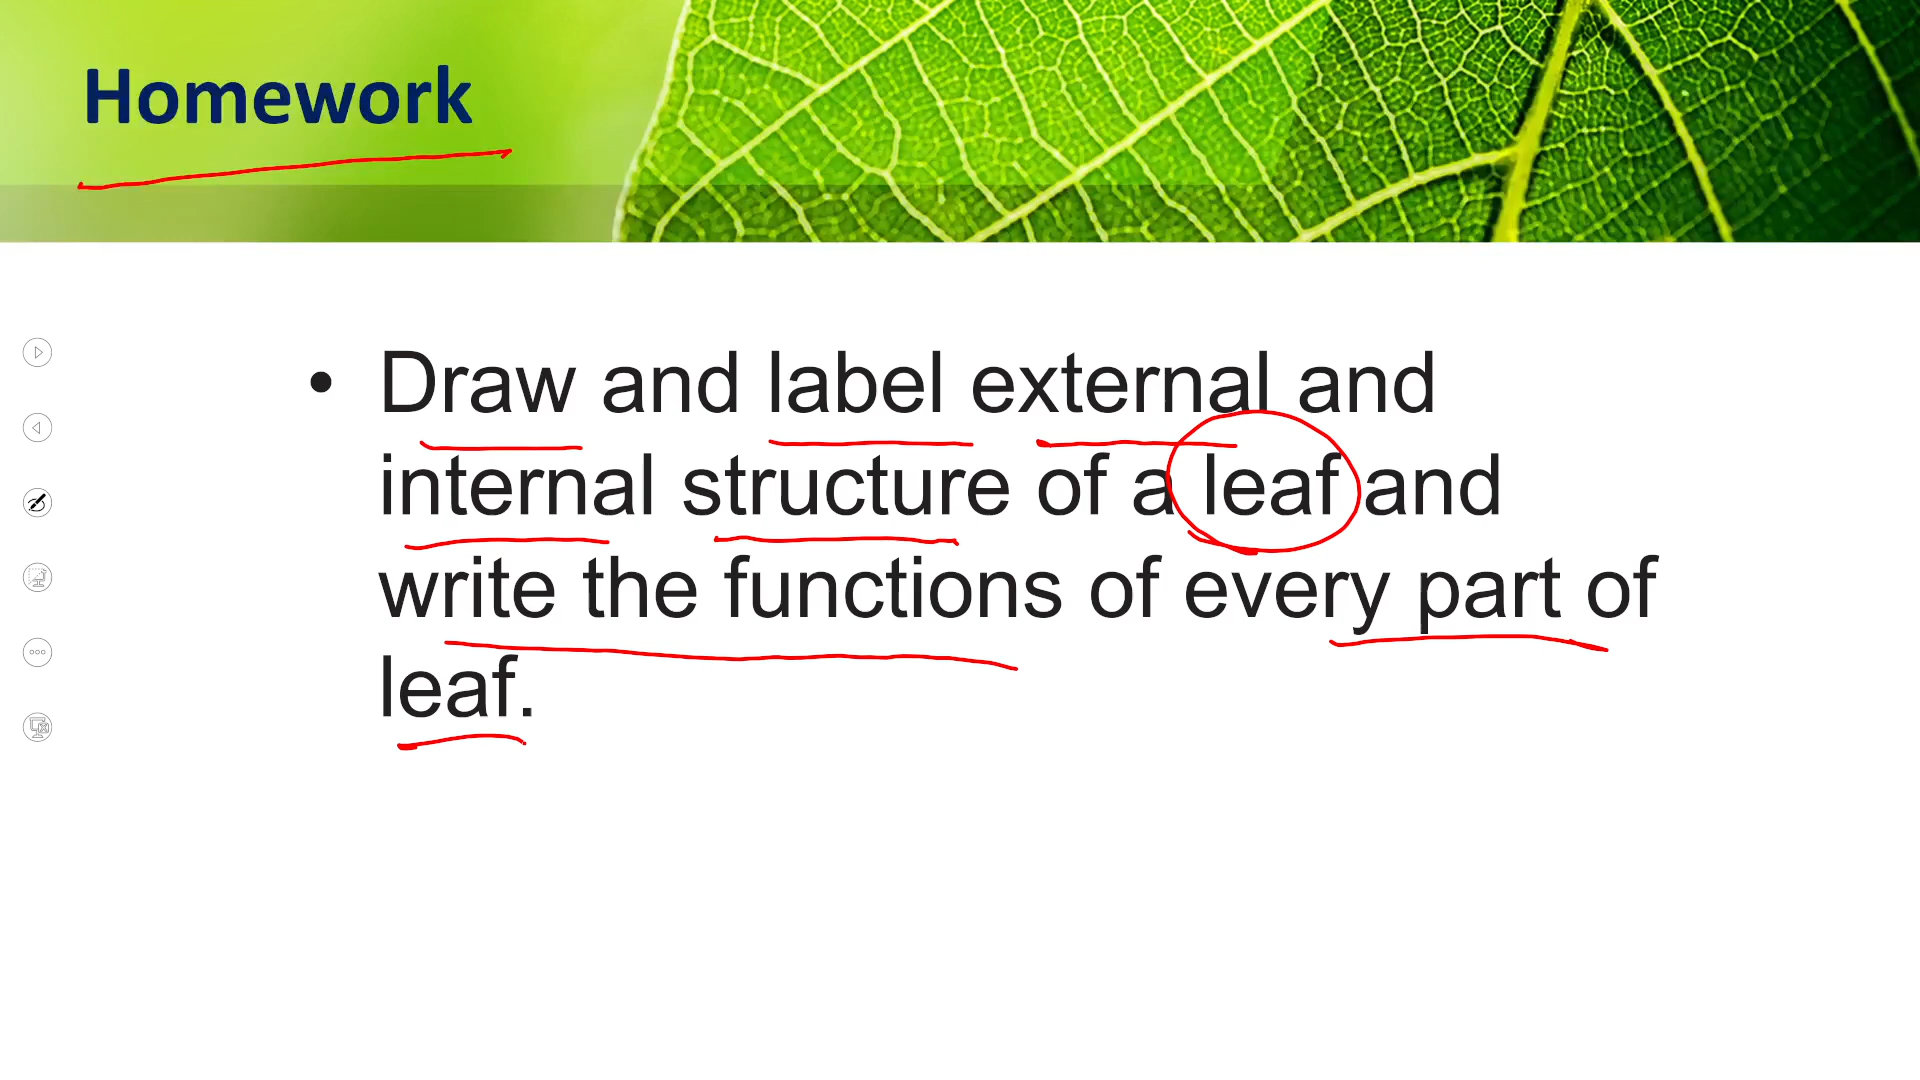 Homework
• Draw and label external and
internal structure of a leaf and
write the functions of every part of
leaf.